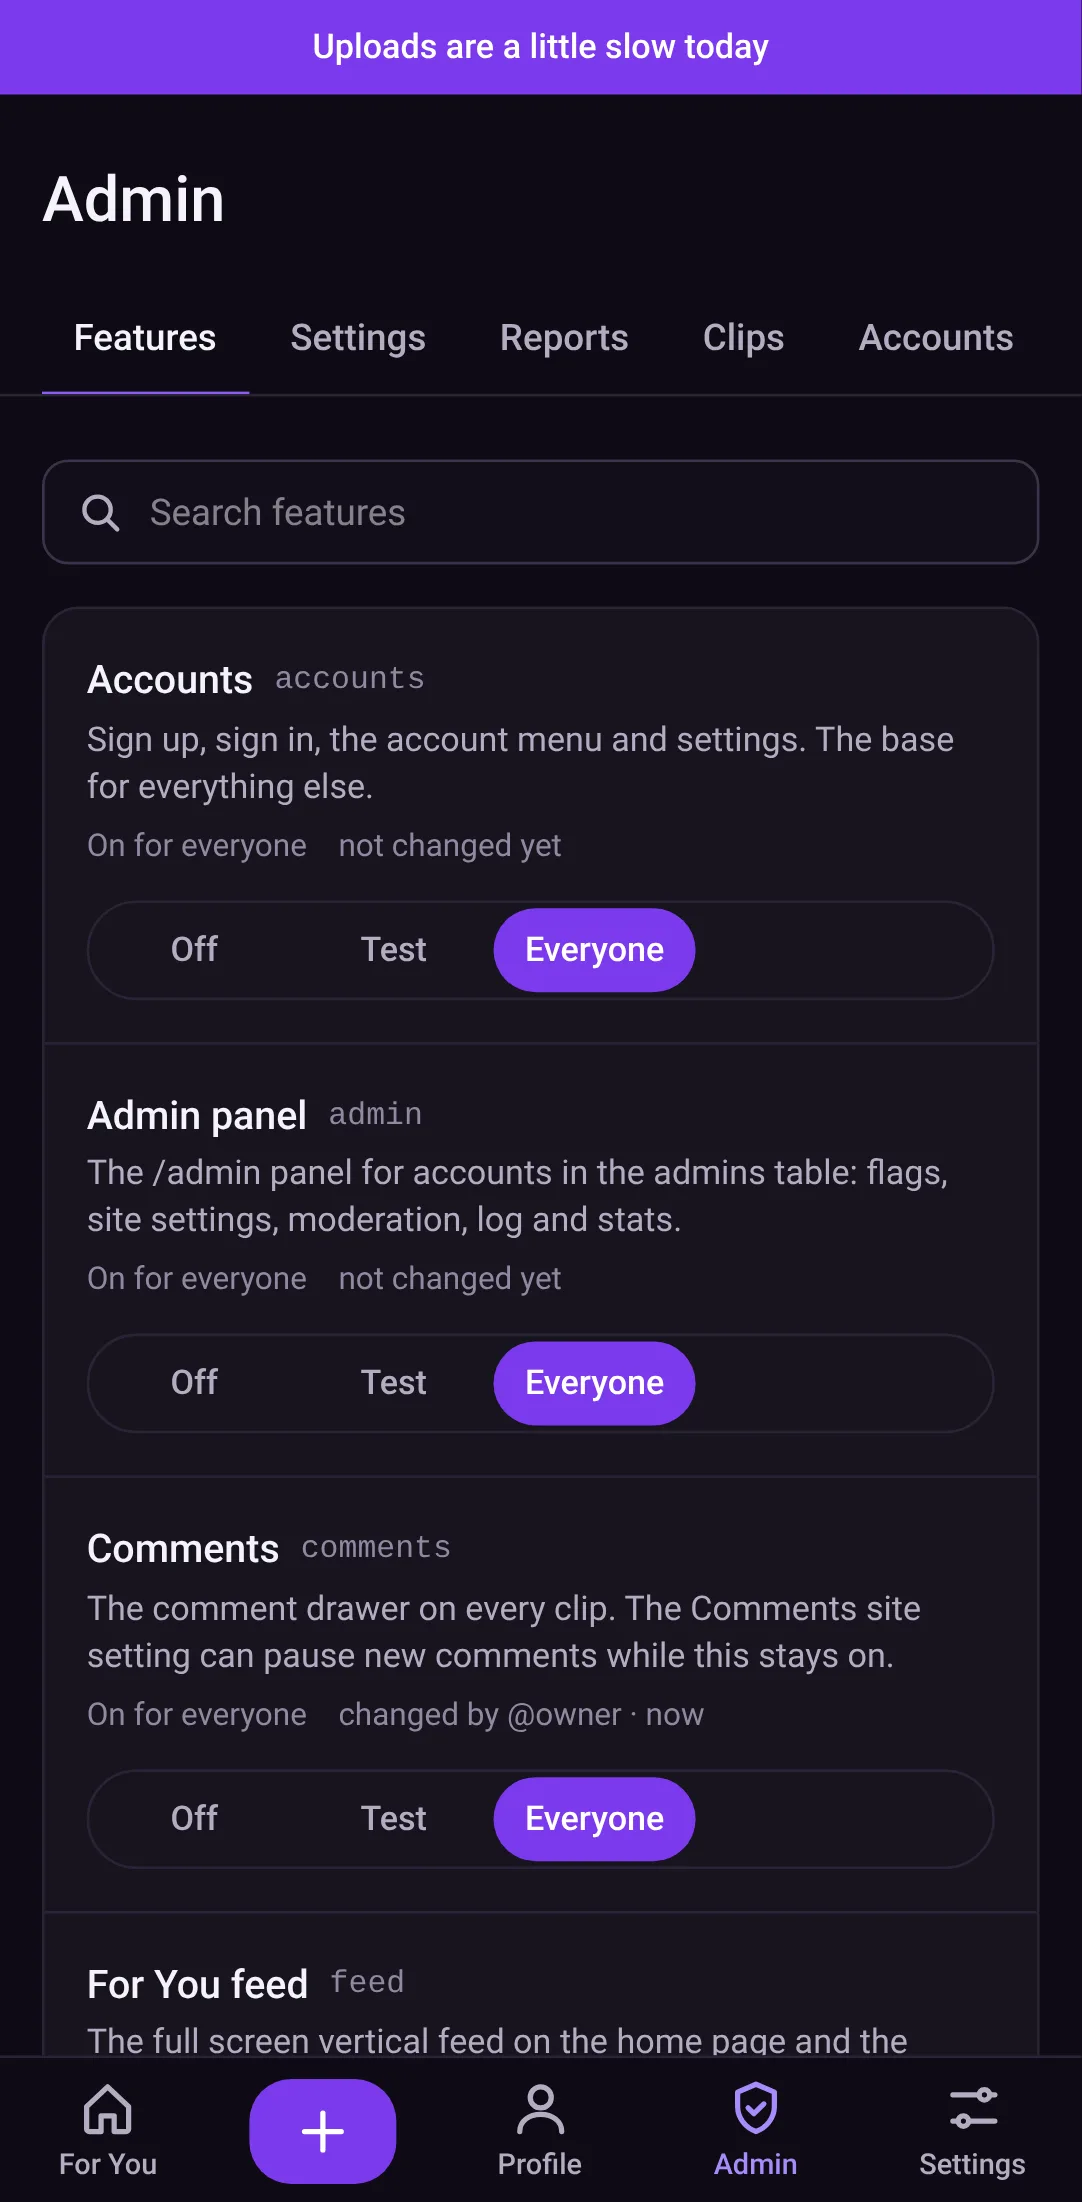 Uploads are a little slow today
Admin
Features Settings Reports Clips Accounts
Search features
Accounts accounts
Sign up, sign in, the account menu and settings. The base
for everything else.
On for everyone not changed yet
Off Test Everyone
Admin panel admin
The /admin panel for accounts in the admins table: flags,
site settings, moderation, log and stats.
On for everyone not changed yet
Off Test Everyone
Comments comments
The comment drawer on every clip. The Comments site
setting can pause new comments while this stays on.
On for everyone changed by @owner · now
Off Test Everyone
For You feed feed
The full screen vertical feed on the home page and the
For You Profile Admin Settings